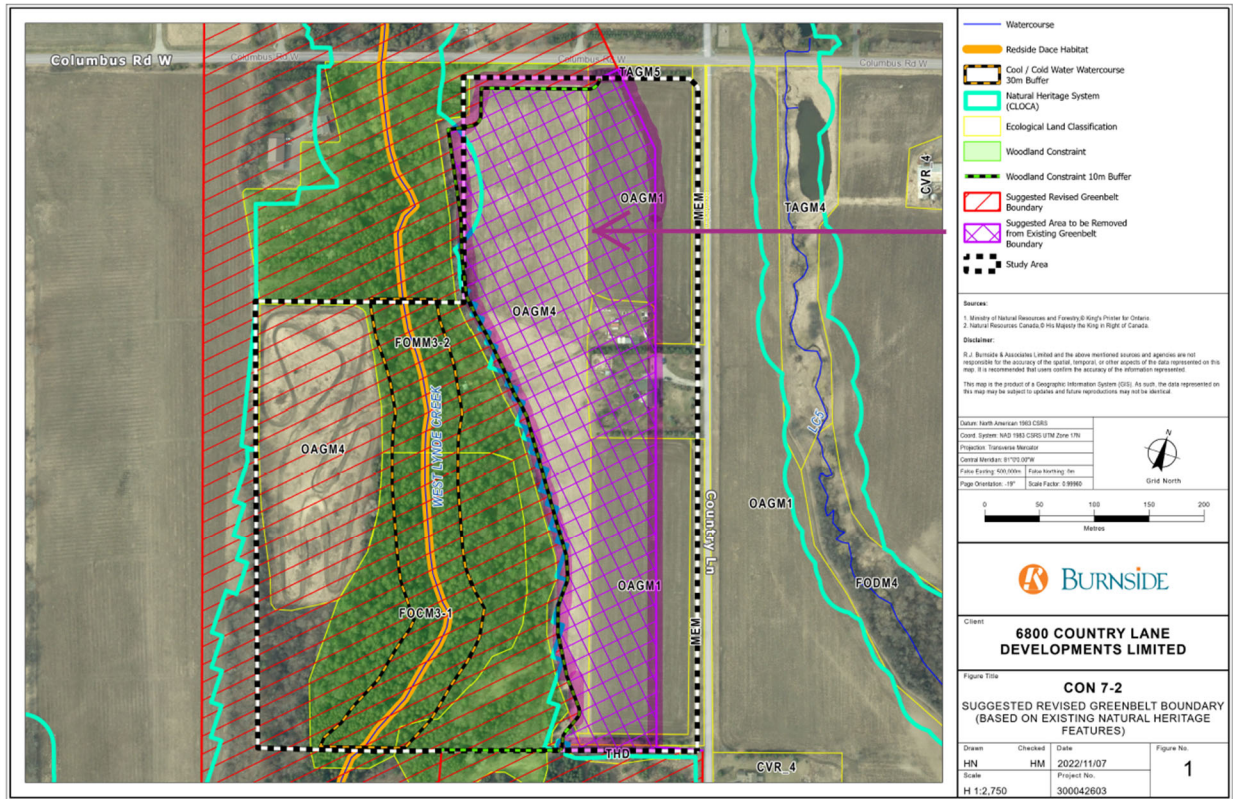 Columbus Rd W
Columbus Rd W
Columbus Rd W
Columbus Rd W
TAGM5
OAGM1
MEM
TAGM4
CVR_4
OAGM4
FOMM3-2
WEST LYNDE CREEK
OAGM4
LC5
OAGM1
Country Ln
OAGM1
FODM4
FOCM3-1
MEM
THD
CVR_4
Watercourse
Redside Dace Habitat
Cool / Cold Water Watercourse
30m Buffer
Natural Heritage System
(CLOCA)
Ecological Land Classification
Woodland Constraint
Woodland Constraint 10m Buffer
Suggested Revised Greenbelt
Boundary
Suggested Area to be Removed
from Existing Greenbelt
Boundary
Study Area
Sources:
1. Ministry of Natural Resources and Forestry,© King's Printer for Ontario.
2. Natural Resources Canada,© His Majesty the King in Right of Canada.
Disclaimer:
R.J. Burnside & Associates Limited and the above mentioned sources and agencies are not
responsible for the accuracy of the spatial, temporal, or other aspects of the data represented on this
map. It is recommended that users confirm the accuracy of the information represented.
This map is the product of a Geographic Information System (GIS). As such, the data represented on
this map may be subject to updates and future reproductions may not be identical.
Datum: North American 1983 CSRS
Coord. System: NAD 1983 CSRS UTM Zone 17N
Projection: Transverse Mercator
Central Meridian: 81°0'0.00"W
False Easting: 500,000m False Northing: 0m
Page Orientation: -19° Scale Factor: 0.99960
N
Grid North
0 50 100 150 200
Metres
BURNSIDE
Client
6800 COUNTRY LANE
DEVELOPMENTS LIMITED
Figure Title
CON 7-2
SUGGESTED REVISED GREENBELT BOUNDARY
(BASED ON EXISTING NATURAL HERITAGE
FEATURES)
Drawn Checked Date Figure No.
HN HM 2022/11/07
1
Scale Project No.
H 1:2,750 300042603